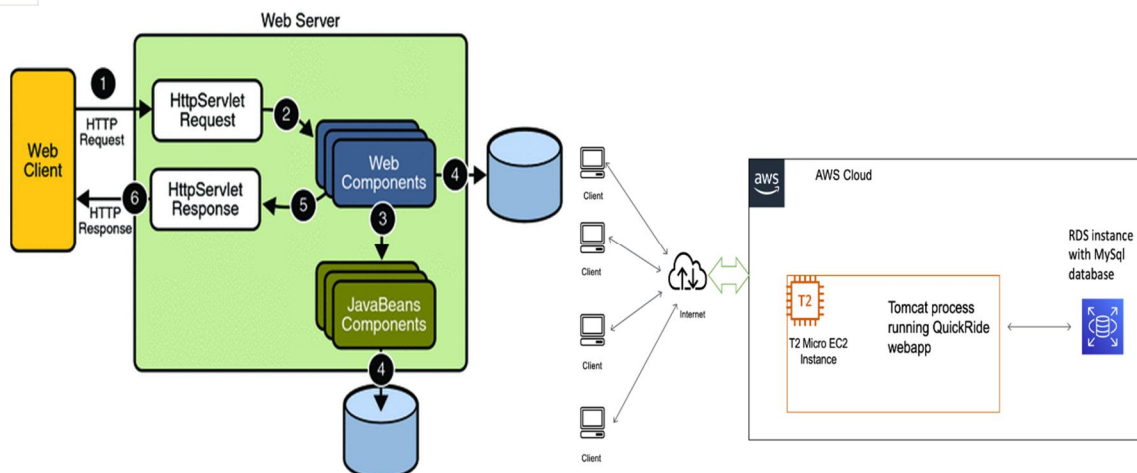 Web Server
Web
Client
1
HTTP
Request
HttpServlet
Request
2
Web
Components
4
3
JavaBeans
Components
4
5
HttpServlet
Response
6
HTTP
Response
Client
Client
Client
Client
Internet
aws
AWS Cloud
T2
T2 Micro EC2
Instance
Tomcat process
running QuickRide
webapp
RDS instance
with MySql
database